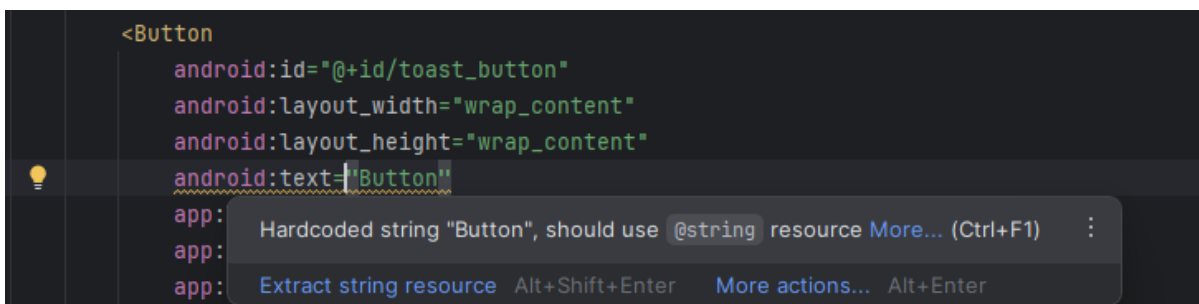 <Button
android:id="@+id/toast_button"
android:layout_width="wrap_content"
android:layout_height="wrap_content"
android:text="Button"
app:
Hardcoded string "Button", should use @string resource More... (Ctrl+F1)
app:
app:
Extract string resource Alt+Shift+Enter More actions... Alt+Enter